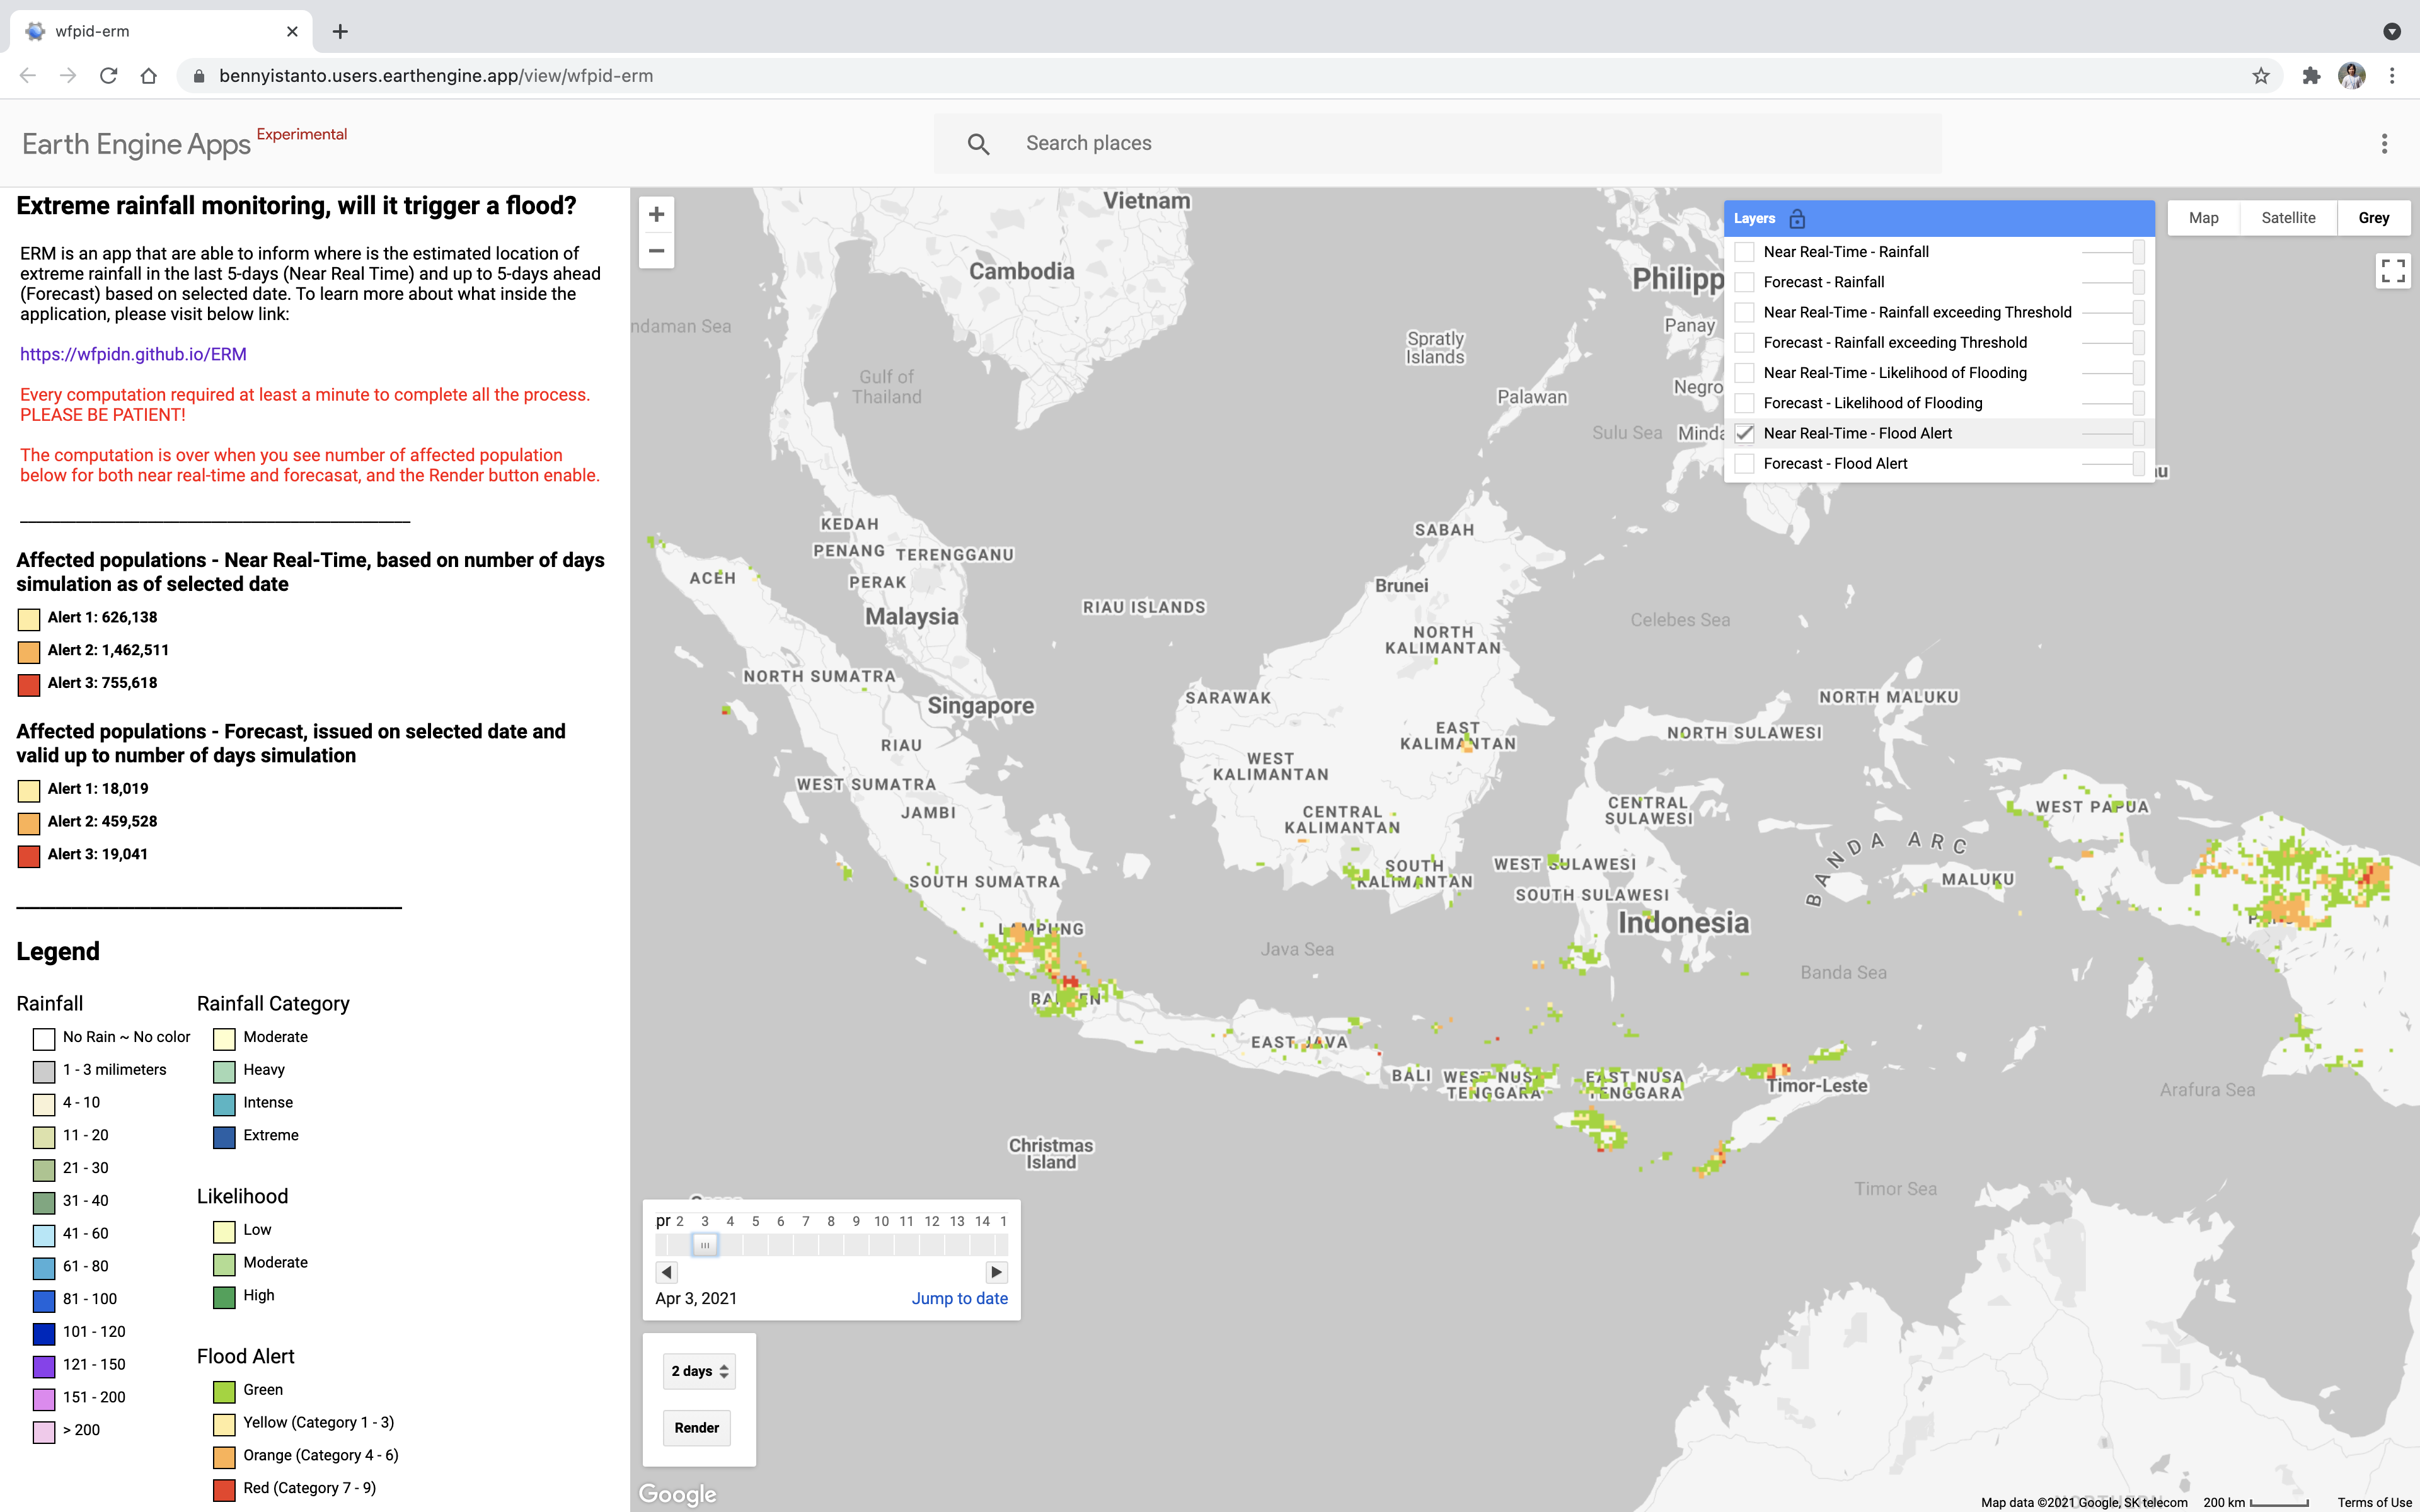 wfpid-erm
bennyistanto.users.earthengine.app/view/wfpid-erm
Earth Engine Apps Experimental
Search places
Extreme rainfall monitoring, will it trigger a flood?
ERM is an app that are able to inform where is the estimated location of
extreme rainfall in the last 5-days (Near Real Time) and up to 5-days ahead
(Forecast) based on selected date. To learn more about what inside the
application, please visit below link:
https://wfpidn.github.io/ERM
Every computation required at least a minute to complete all the process.
PLEASE BE PATIENT!
The computation is over when you see number of affected population
below for both near real-time and forecasat, and the Render button enable.
Affected populations - Near Real-Time, based on number of days
simulation as of selected date
Alert 1: 626,138
Alert 2: 1,462,511
Alert 3: 755,618
Affected populations - Forecast, issued on selected date and
valid up to number of days simulation
Alert 1: 18,019
Alert 2: 459,528
Alert 3: 19,041
Legend
Rainfall
No Rain ~ No color
1 - 3 milimeters
4 - 10
11 - 20
21 - 30
31 - 40
41 - 60
61 - 80
81 - 100
101 - 120
121 - 150
151 - 200
> 200
Rainfall Category
Moderate
Heavy
Intense
Extreme
Likelihood
Low
Moderate
High
Flood Alert
Green
Yellow (Category 1 - 3)
Orange (Category 4 - 6)
Red (Category 7 - 9)
+
−
Layers
Near Real-Time - Rainfall
Forecast - Rainfall
Near Real-Time - Rainfall exceeding Threshold
Forecast - Rainfall exceeding Threshold
Near Real-Time - Likelihood of Flooding
Forecast - Likelihood of Flooding
Near Real-Time - Flood Alert
Forecast - Flood Alert
Map Satellite Grey
Vietnam
Cambodia
Philipp
ndaman Sea
Panay
Spratly
Islands
Gulf of
Thailand
Negro
Palawan
Sulu Sea
Minda
au
KEDAH
PENANG
TERENGGANU
SABAH
ACEH
PERAK
Brunei
Malaysia
RIAU ISLANDS
Celebes Sea
NORTH
KALIMANTAN
NORTH SUMATRA
Singapore
SARAWAK
NORTH MALUKU
EAST
KALIMANTAN
NORTH SULAWESI
RIAU
WEST
KALIMANTAN
WEST SUMATRA
JAMBI
CENTRAL
KALIMANTAN
CENTRAL
SULAWESI
WEST PAPUA
BANDA ARC
SOUTH SUMATRA
SOUTH
KALIMANTAN
WEST SULAWESI
SOUTH SULAWESI
MALUKU
Indonesia
LAMPUNG
Java Sea
Banda Sea
BANTEN
EAST JAVA
BALI
WEST NUSA
TENGGARA
EAST NUSA
TENGGARA
Timor-Leste
Arafura Sea
Christmas
Island
Timor Sea
pr 2 3 4 5 6 7 8 9 10 11 12 13 14 1
Apr 3, 2021
Jump to date
2 days
Render
Google
Map data ©2021 Google, SK telecom
200 km
Terms of Use